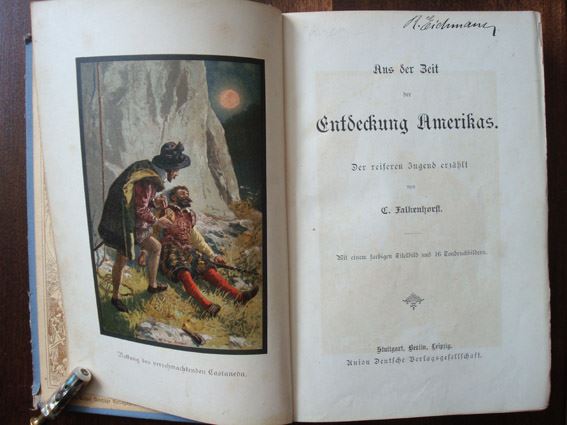 Rettung des verschmachtenden Castaneda.
R. Eichmann
Aus der Zeit
der
Entdeckung Amerikas.
Der reiferen Jugend erzählt
von
C. Falkenhorst.
Mit einem farbigen Titelbild und 16 Tondruckbildern.
Stuttgart, Berlin, Leipzig.
Union Deutsche Verlagsgesellschaft.